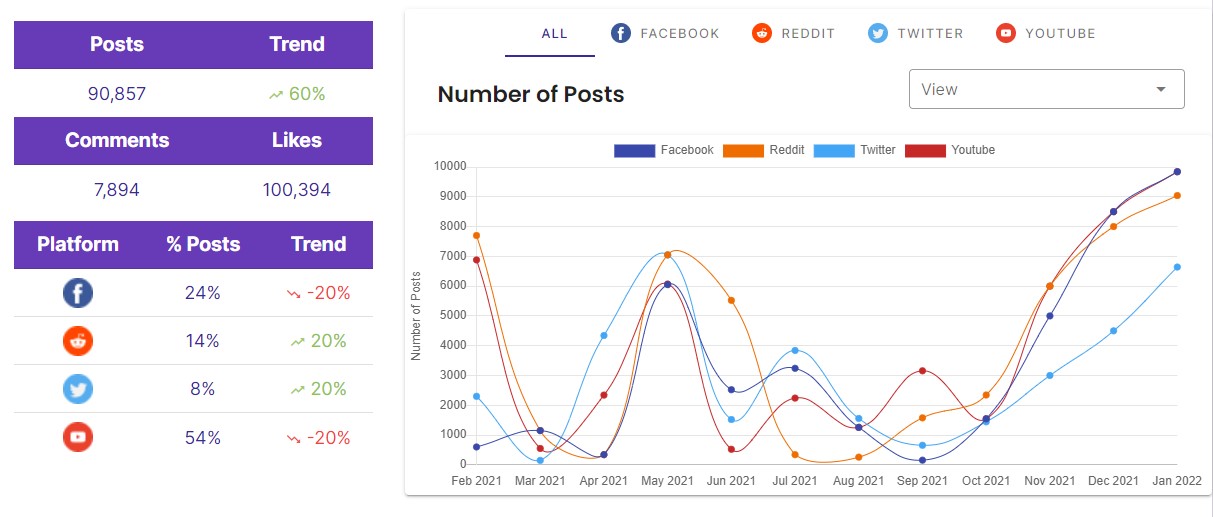 Posts Trend
90,857 60%
Comments Likes
7,894 100,394
Platform % Posts Trend
24% -20%
14% 20%
8% 20%
54% -20%
ALL FACEBOOK REDDIT TWITTER YOUTUBE
Number of Posts
View
Facebook Reddit Twitter Youtube
Number of Posts
10000
9000
8000
7000
6000
5000
4000
3000
2000
1000
0
Feb 2021 Mar 2021 Apr 2021 May 2021 Jun 2021 Jul 2021 Aug 2021 Sep 2021 Oct 2021 Nov 2021 Dec 2021 Jan 2022